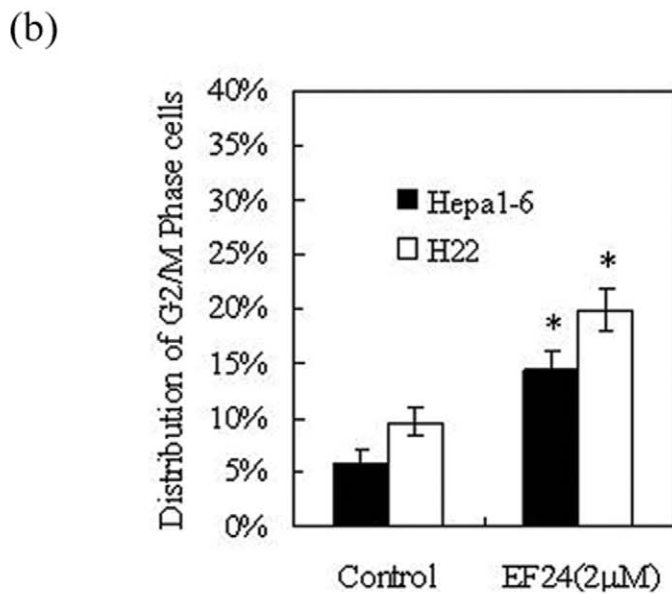 (b)
Distribution of G2/M Phase cells
40%
35%
30%
25%
20%
15%
10%
5%
0%
Hepa1-6
H22
*
*
Control
EF24(2μM)